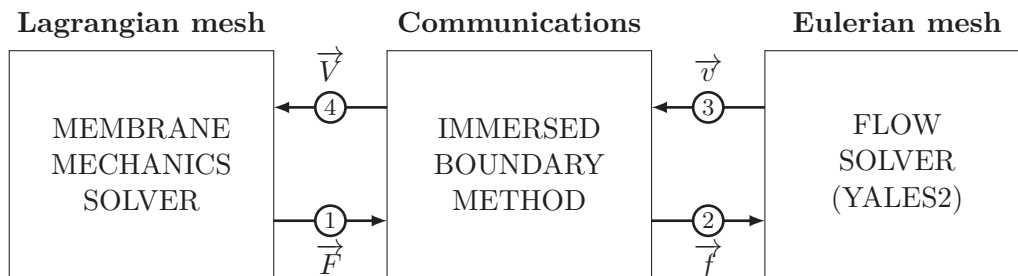 Lagrangian mesh
Communications
Eulerian mesh
MEMBRANE
MECHANICS
SOLVER
V
4
1
F
IMMERSED
BOUNDARY
METHOD
v
3
2
f
FLOW
SOLVER
(YALES2)